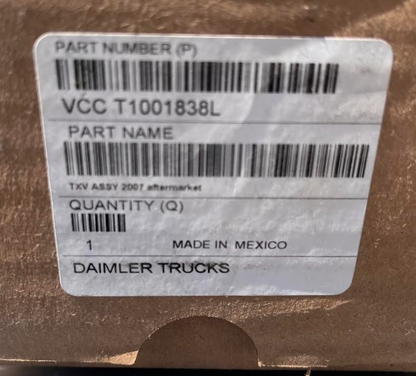 PART NUMBER (P)
VCC T1001838L
PART NAME
TXV ASSY 2007 aftermarket
QUANTITY (Q)
1 MADE IN MEXICO
DAIMLER TRUCKS